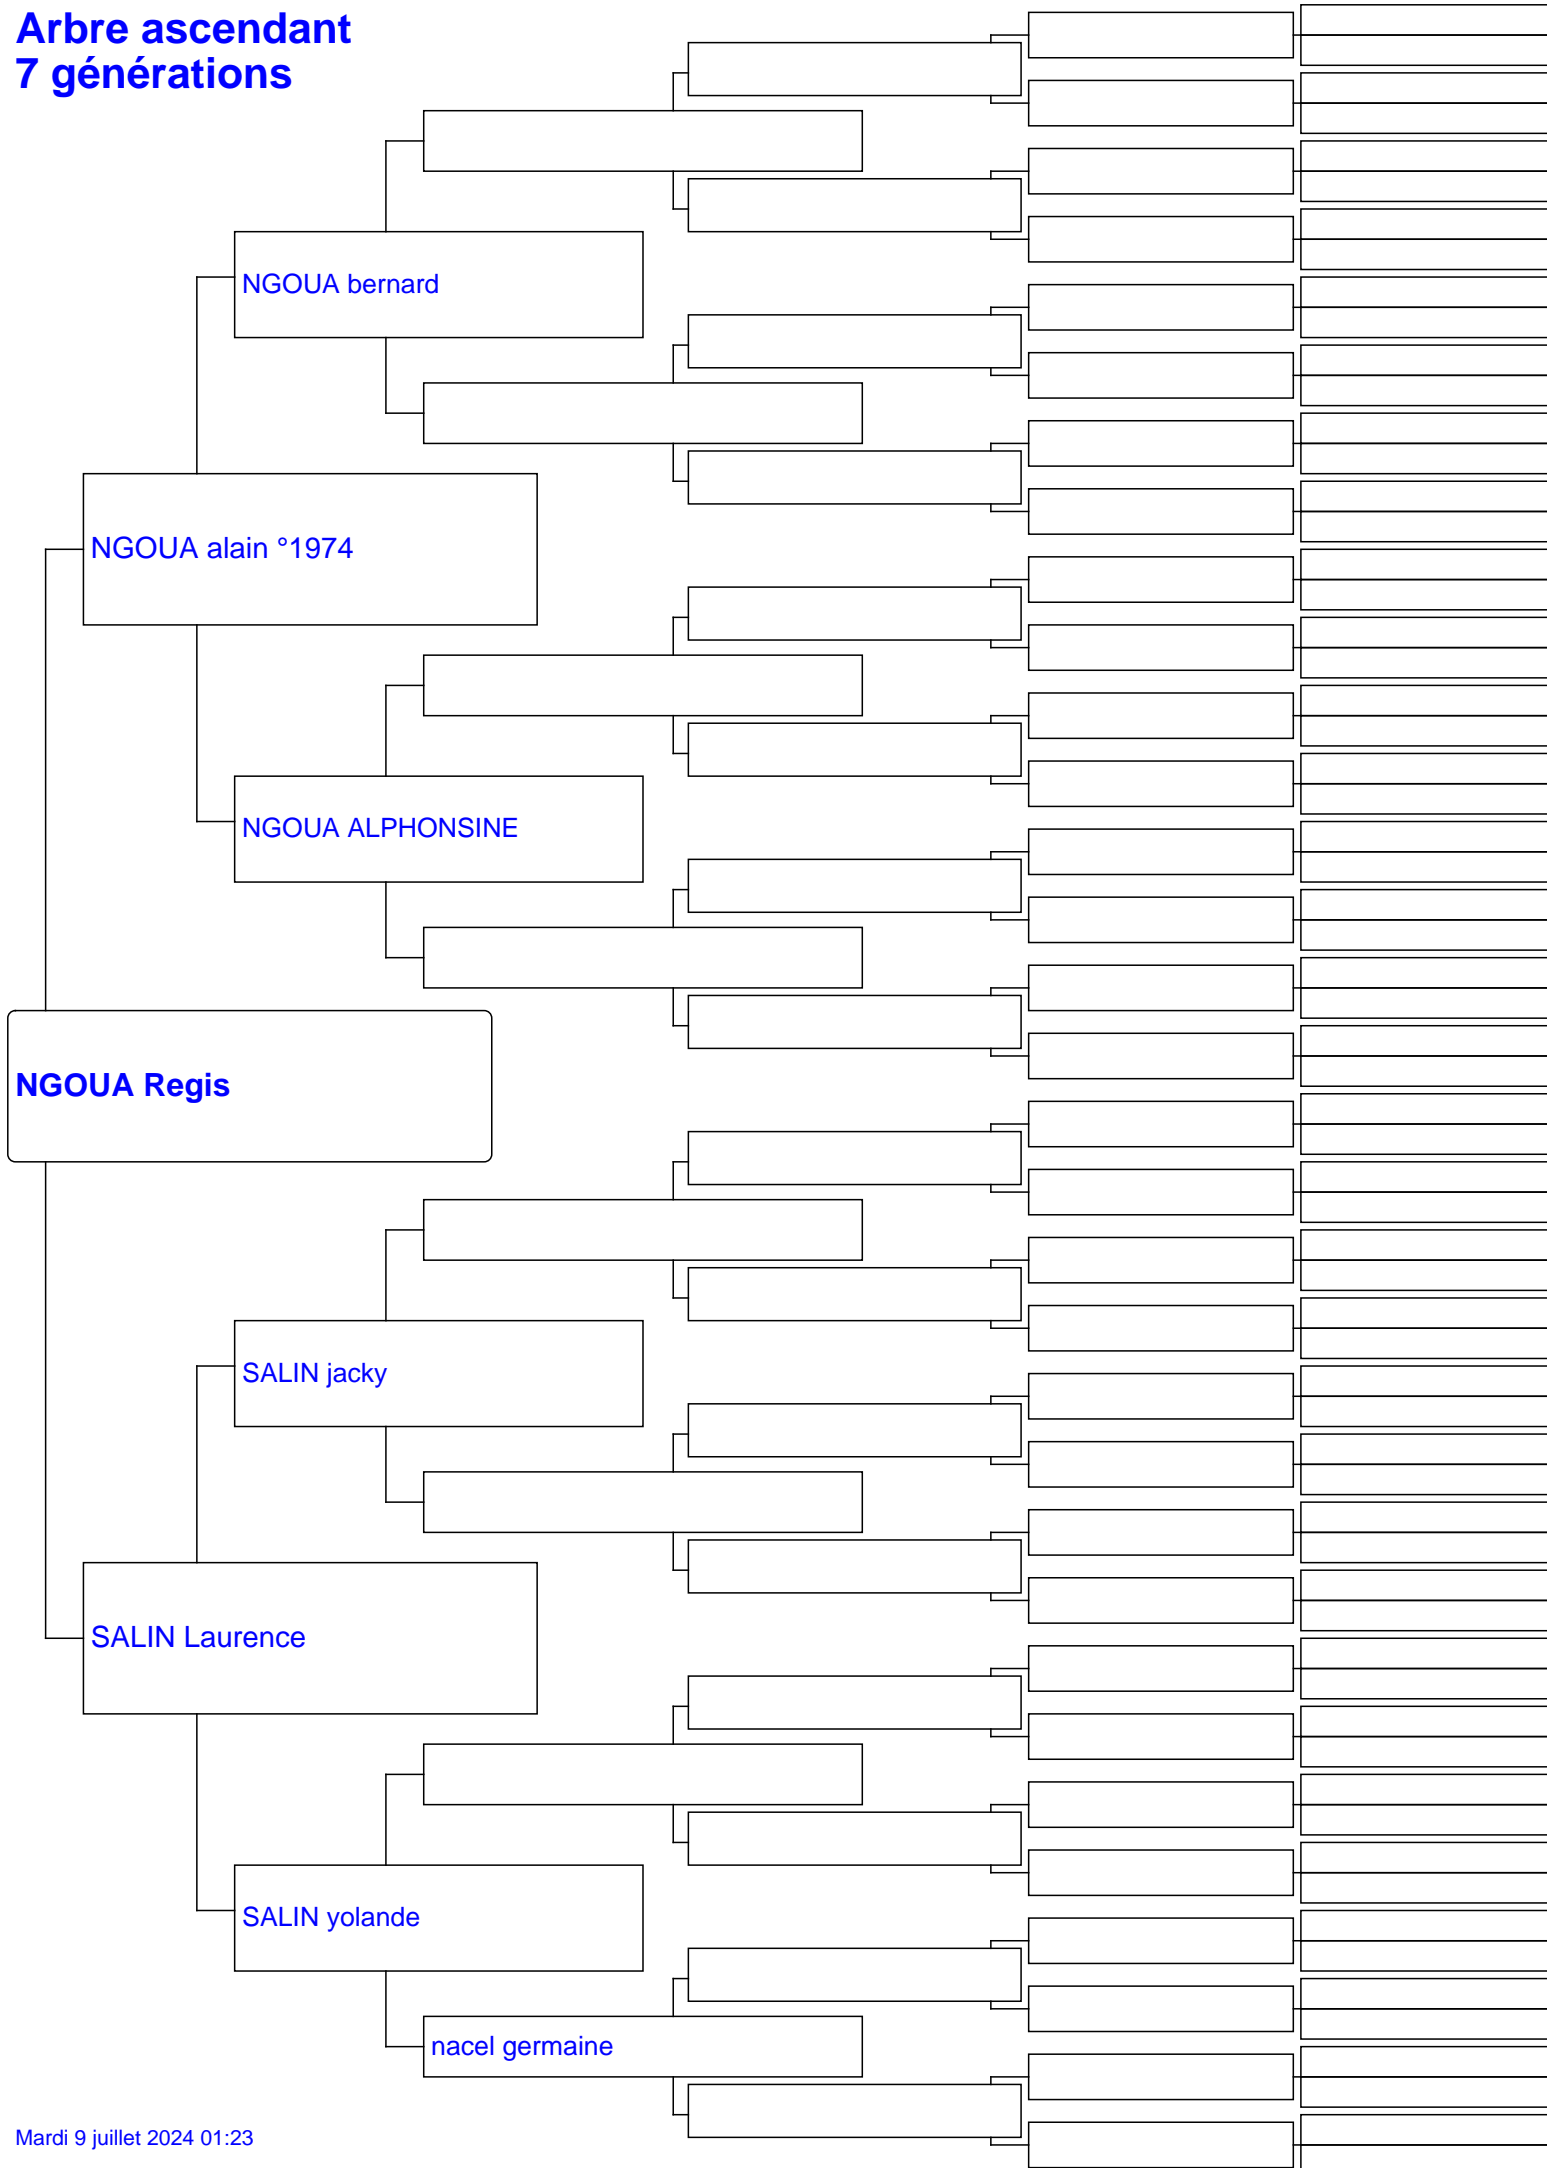 Arbre ascendant
7 générations
NGOUA bernard
NGOUA alain °1974
NGOUA ALPHONSINE
NGOUA Regis
SALIN jacky
SALIN Laurence
SALIN yolande
nacel germaine
Mardi 9 juillet 2024 01:23